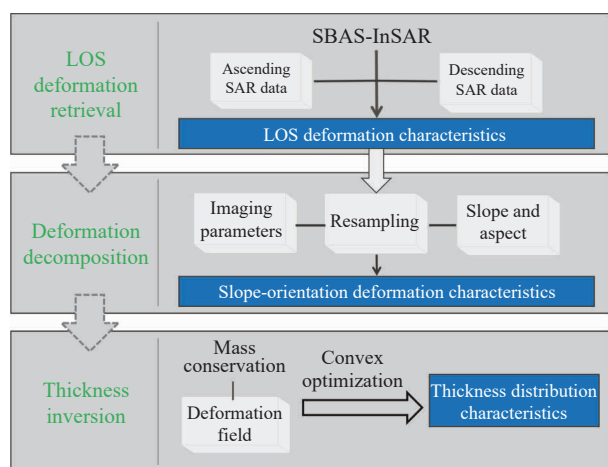 LOS
deformation
retrieval
SBAS-InSAR
Ascending
SAR data
Descending
SAR data
LOS deformation characteristics
Deformation
decomposition
Imaging
parameters
Resampling
Slope and
aspect
Slope-orientation deformation characteristics
Thickness
inversion
Mass
conservation
Deformation
field
Convex
optimization
Thickness distribution
characteristics